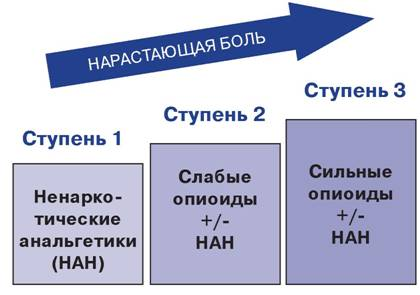 НАРАСТАЮЩАЯ БОЛЬ
Ступень 1
Ненарко-
тические
анальгетики
(НАН)
Ступень 2
Слабые
опиоиды
+/-
НАН
Ступень 3
Сильные
опиоиды
+/-
НАН